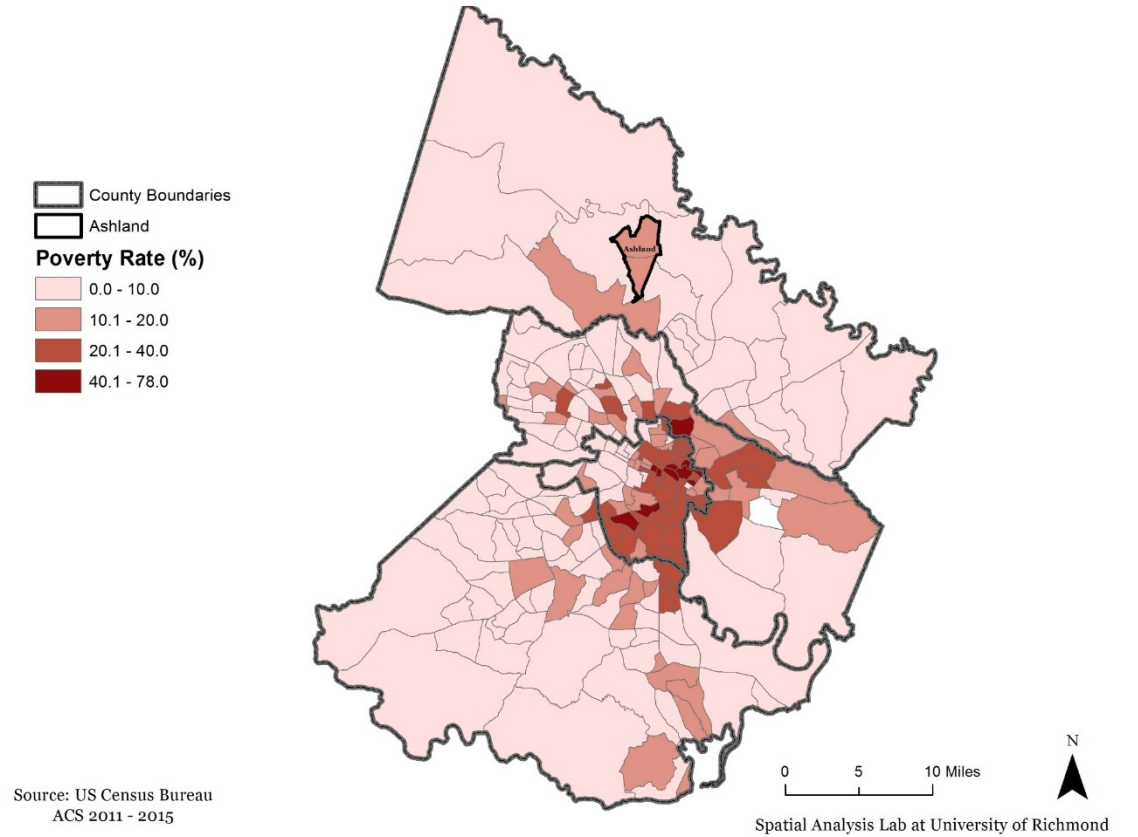 County Boundaries
Ashland
Poverty Rate (%)
0.0 - 10.0
10.1 - 20.0
20.1 - 40.0
40.1 - 78.0
Ashland
N
0 5 10 Miles
Source: US Census Bureau
ACS 2011 - 2015
Spatial Analysis Lab at University of Richmond